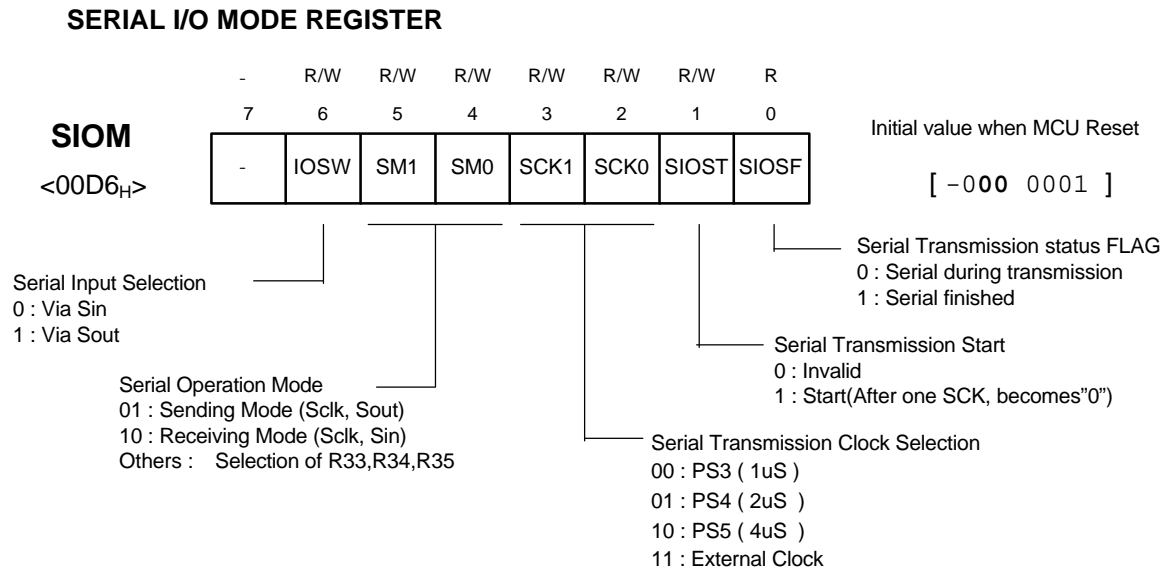 SERIAL I/O MODE REGISTER
- R/W R/W R/W R/W R/W R/W R
7 6 5 4 3 2 1 0
SIOM
<00D6H>
- IOSW SM1 SM0 SCK1 SCK0 SIOST SIOSF
Initial value when MCU Reset
[ -000 0001 ]
Serial Transmission status FLAG
0 : Serial during transmission
1 : Serial finished
Serial Input Selection
0 : Via Sin
1 : Via Sout
Serial Transmission Start
0 : Invalid
1 : Start(After one SCK, becomes”0”)
Serial Operation Mode
01 : Sending Mode (Sclk, Sout)
10 : Receiving Mode (Sclk, Sin)
Others : Selection of R33,R34,R35
Serial Transmission Clock Selection
00 : PS3 ( 1uS )
01 : PS4 ( 2uS )
10 : PS5 ( 4uS )
11 : External Clock